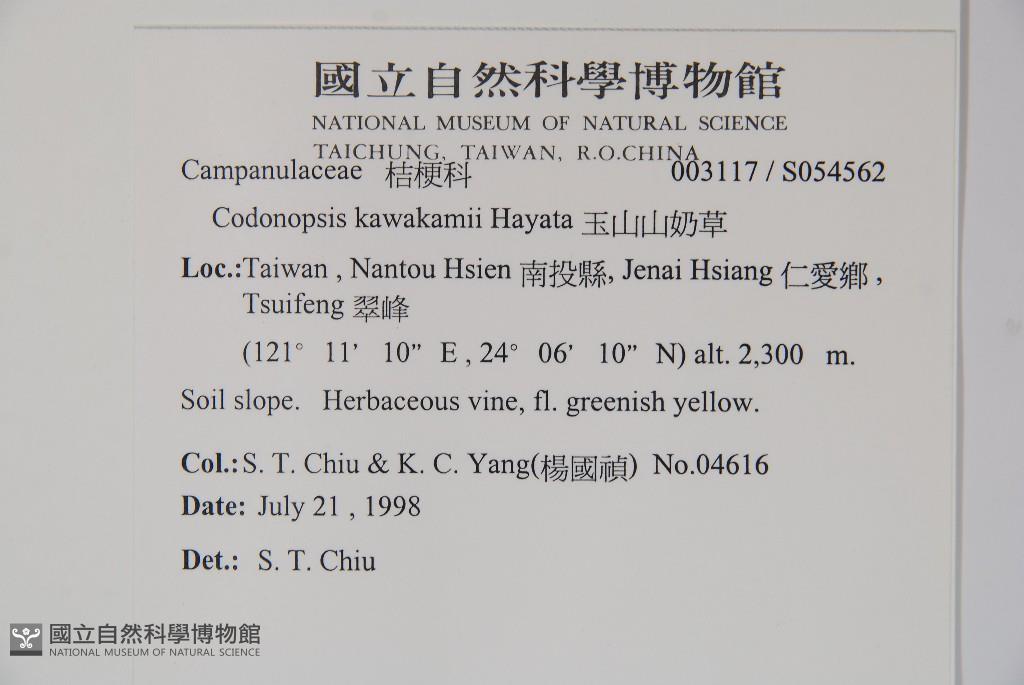 國立自然科學博物館
NATIONAL MUSEUM OF NATURAL SCIENCE
TAICHUNG, TAIWAN, R.O.CHINA
Campanulaceae 桔梗科 003117 / S054562
Codonopsis kawakamii Hayata 玉山山奶草
Loc.:Taiwan , Nantou Hsien 南投縣, Jenai Hsiang 仁愛鄉 ,
Tsuifeng 翠峰
(121° 11’ 10” E , 24° 06’ 10” N) alt. 2,300 m.
Soil slope. Herbaceous vine, fl. greenish yellow.
Col.: S. T. Chiu & K. C. Yang(楊國禎) No.04616
Date: July 21 , 1998
Det.: S. T. Chiu
國立自然科學博物館
NATIONAL MUSEUM OF NATURAL SCIENCE